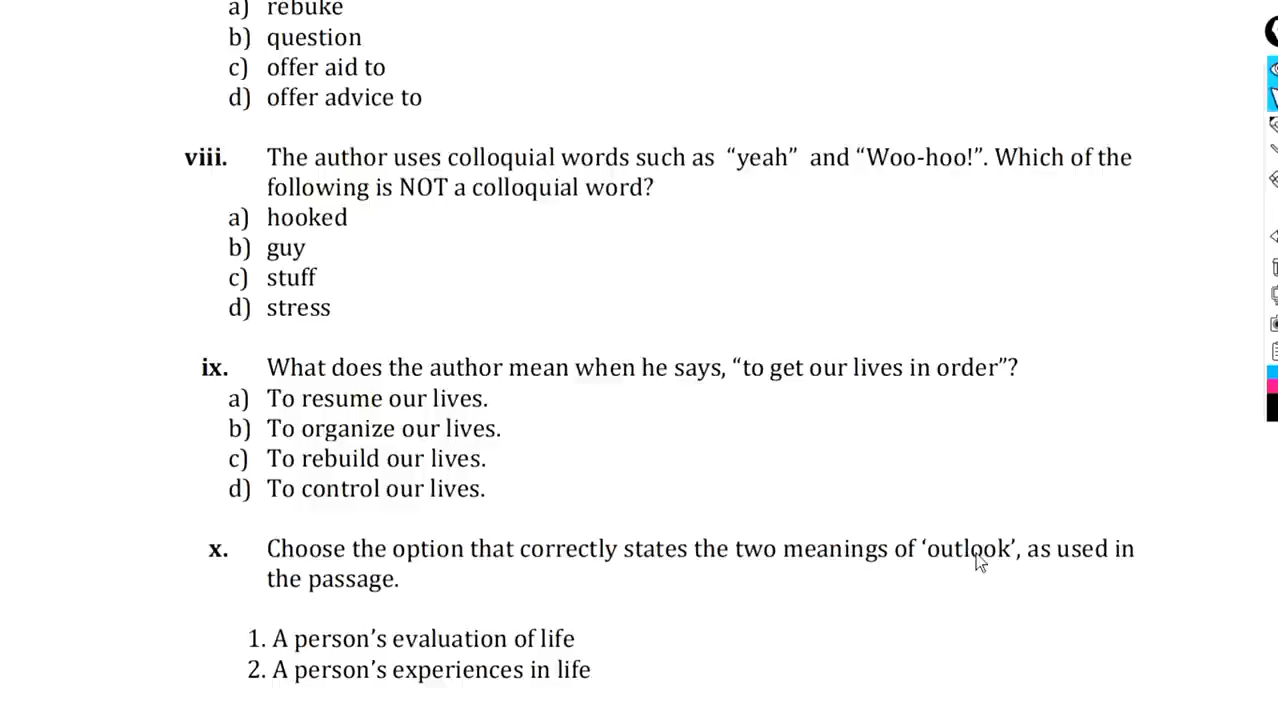 a) rebuke
b) question
c) offer aid to
d) offer advice to
viii. The author uses colloquial words such as “yeah” and “Woo-hoo!”. Which of the
following is NOT a colloquial word?
a) hooked
b) guy
c) stuff
d) stress
ix. What does the author mean when he says, “to get our lives in order”?
a) To resume our lives.
b) To organize our lives.
c) To rebuild our lives.
d) To control our lives.
x. Choose the option that correctly states the two meanings of ‘outlook’, as used in
the passage.
1. A person’s evaluation of life
2. A person’s experiences in life